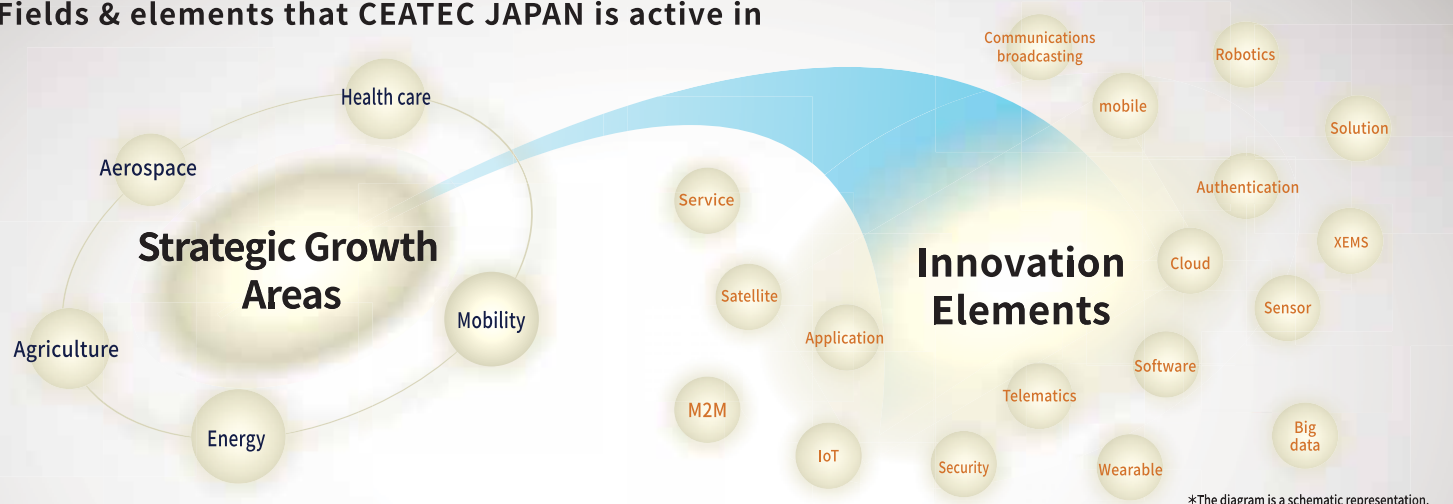 Fields & elements that CEATEC JAPAN is active in
Health care
Aerospace
Strategic Growth
Areas
Mobility
Agriculture
Energy
Communications
broadcasting
Robotics
mobile
Solution
Service
Authentication
XEMS
Innovation
Elements
Cloud
Satellite
Sensor
Application
Software
Telematics
M2M
Big
data
IoT
Security
Wearable
*The diagram is a schematic representation.